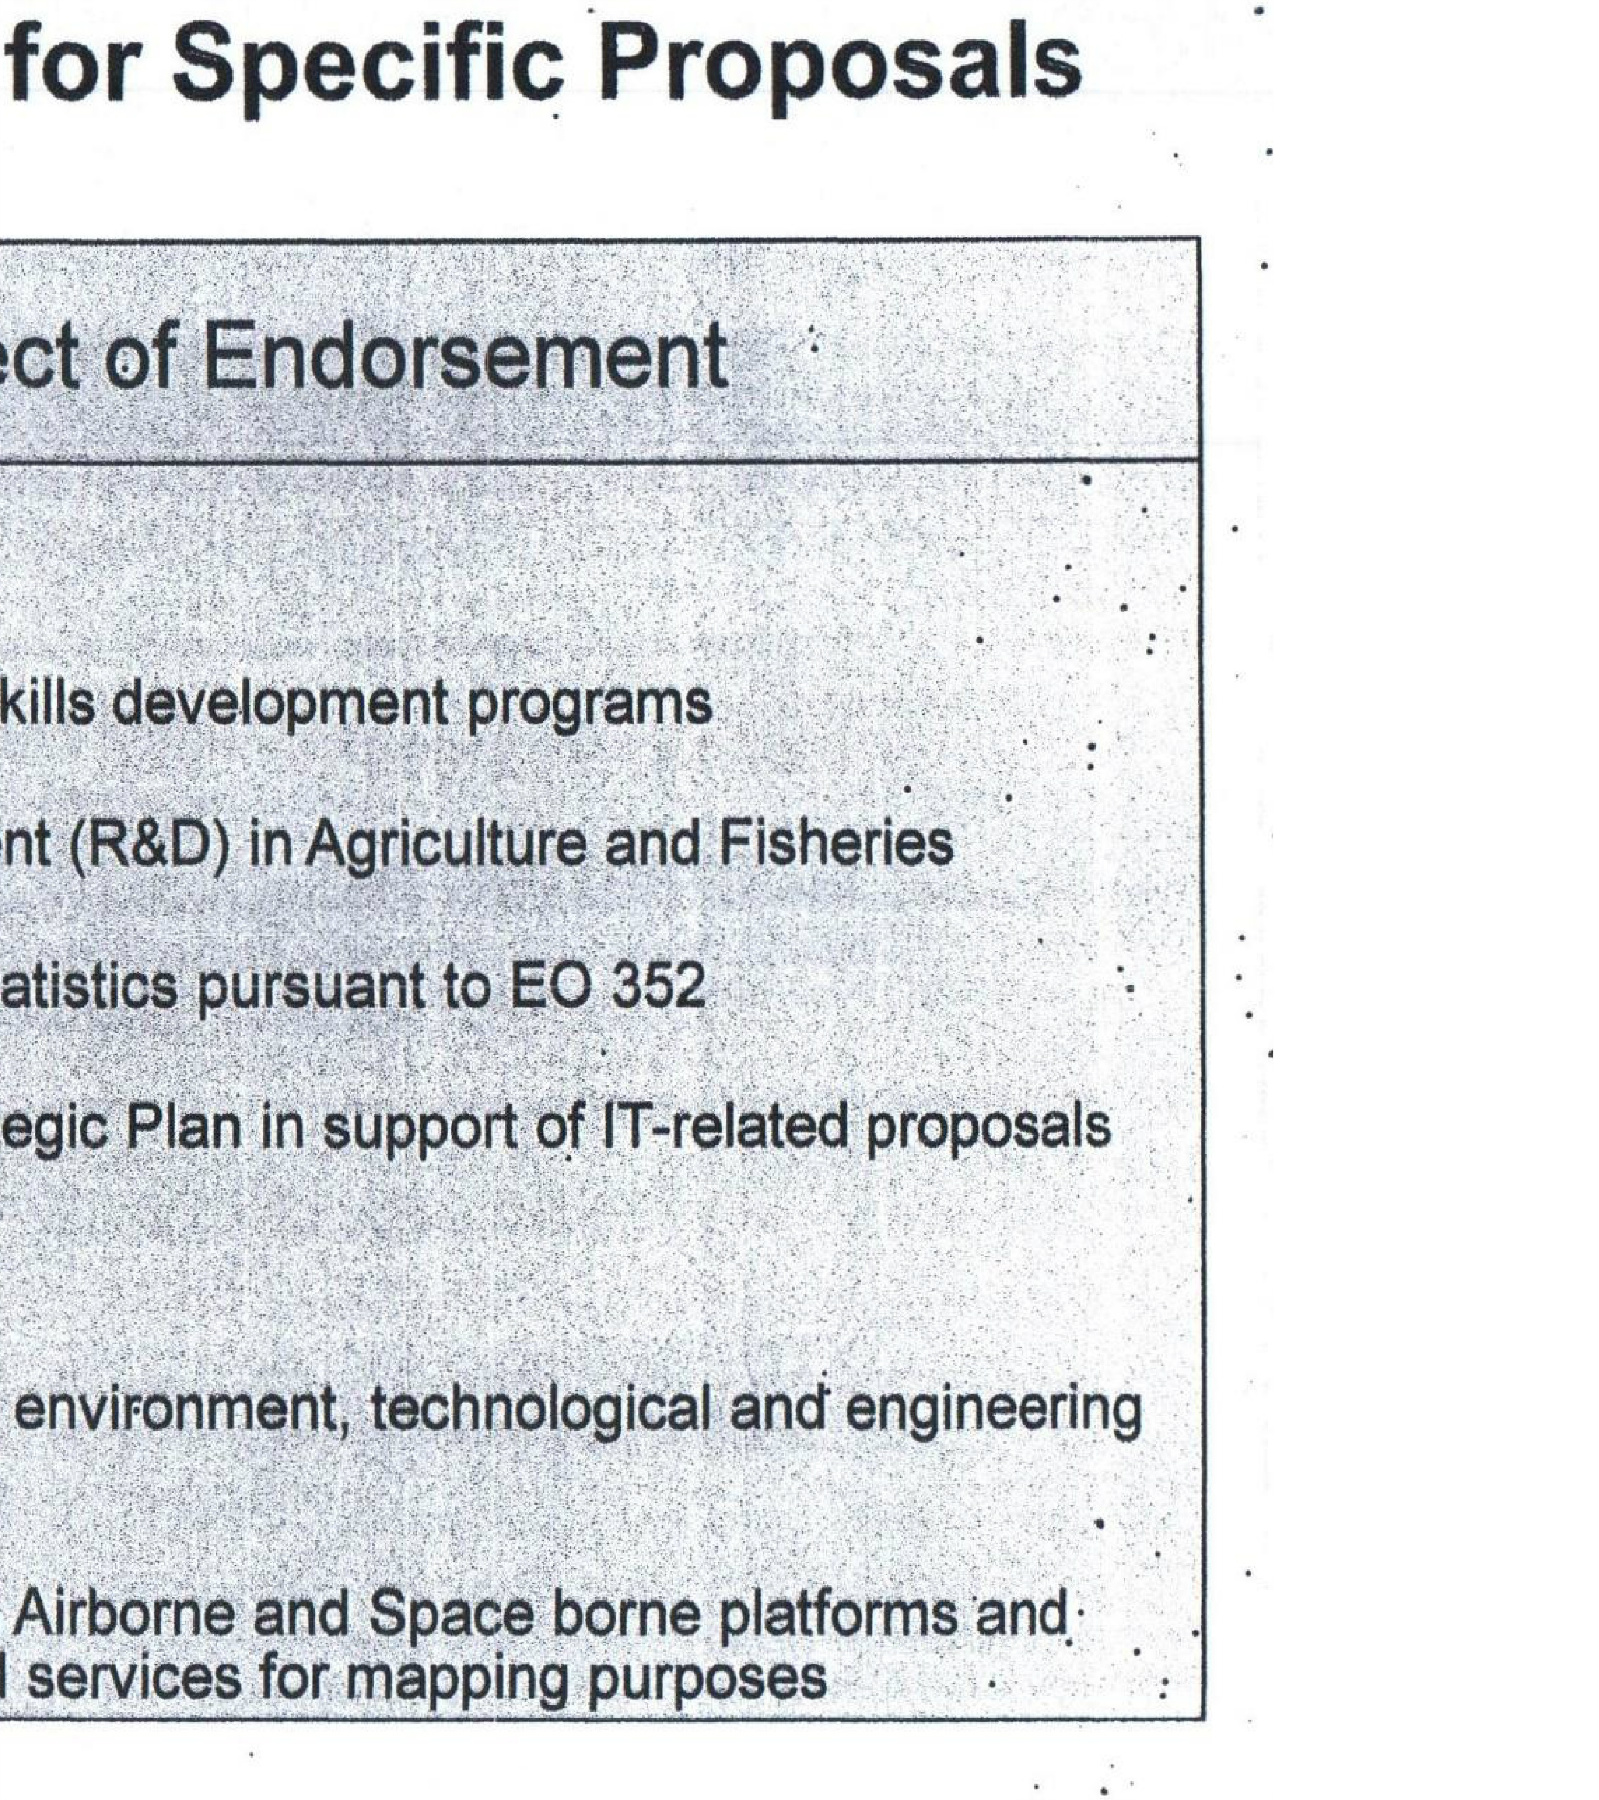 for Specific Proposals
ect of Endorsement
kills development programs
ent (R&D) in Agriculture and Fisheries
atistics pursuant to EO 352
egic Plan in support of IT-related proposals
environment, technological and engineering
Airborne and Space borne platforms and
services for mapping purposes